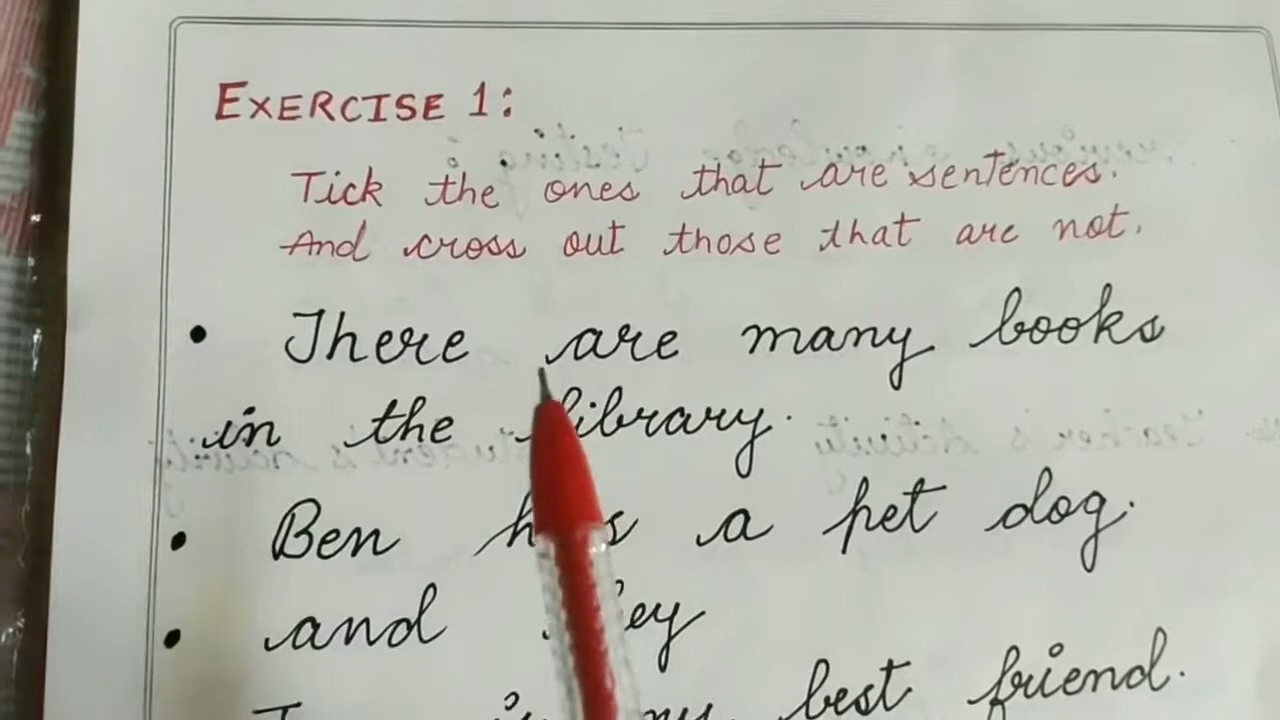 EXERCISE 1:
Tick the ones that are sentences.
And cross out those that are not.
• There are many books
in the library.
• Ben a pet dog.
• and
best friend.